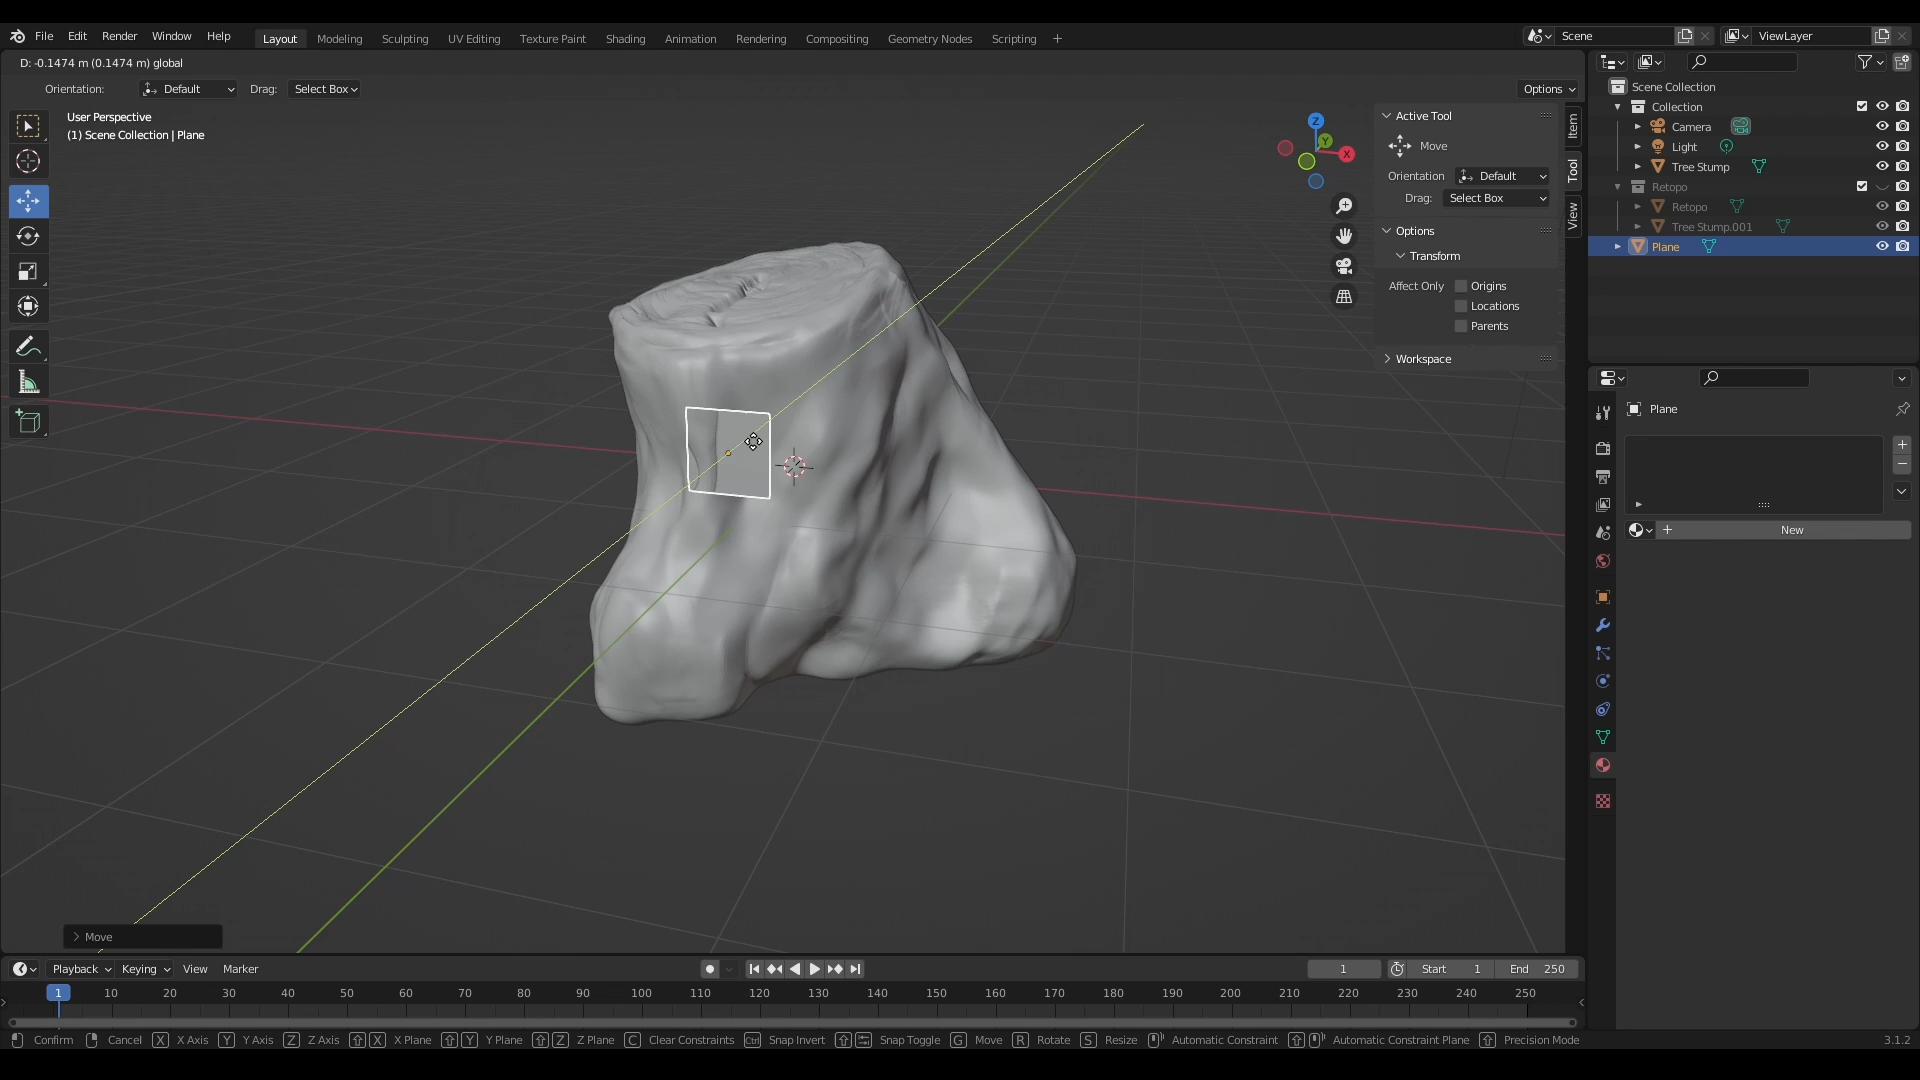 File Edit Render Window Help Layout Modeling Sculpting UV Editing Texture Paint Shading Animation Rendering Compositing Geometry Nodes Scripting + Scene ViewLayer
D: -0.1474 m (0.1474 m) global
Orientation: Default Drag: Select Box Options
User Perspective
(1) Scene Collection | Plane
Z
Y
X
Active Tool
Move
Orientation Default
Drag: Select Box
Options
Transform
Affect Only Origins
Locations
Parents
Workspace
Item
Tool
View
Scene Collection
Collection
Camera
Light
Tree Stump
Retopo
Retopo
Tree Stump.001
Plane
Plane
New
Move
Playback Keying View Marker 1 Start 1 End 250
1 10 20 30 40 50 60 70 80 90 100 110 120 130 140 150 160 170 180 190 200 210 220 230 240 250
Confirm Cancel X X Axis Y Y Axis Z Z Axis X X Plane Y Y Plane Z Z Plane C Clear Constraints Ctrl Snap Invert Snap Toggle G Move R Rotate S Resize Automatic Constraint Automatic Constraint Plane Precision Mode 3.1.2